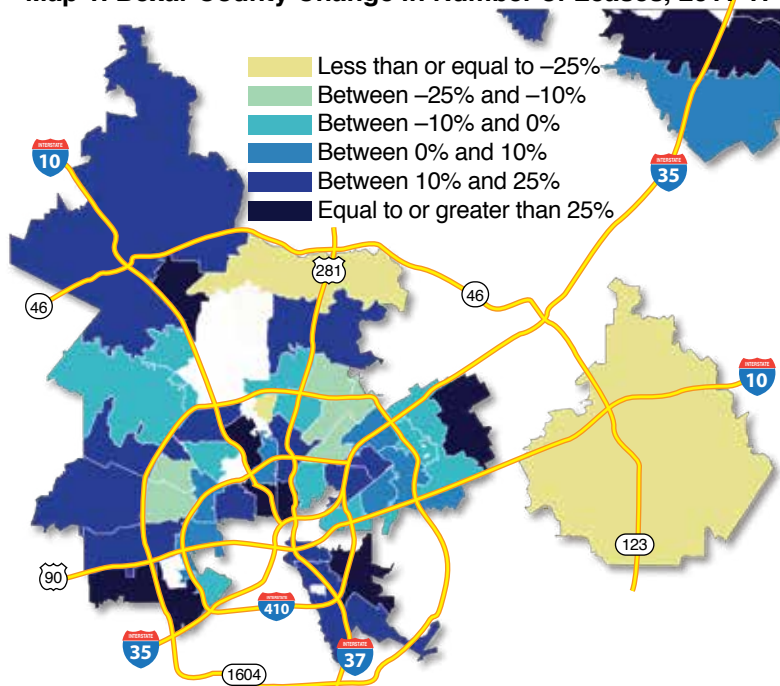 Less than or equal to –25%
Between –25% and –10%
Between –10% and 0%
Between 0% and 10%
Between 10% and 25%
Equal to or greater than 25%
INTERSTATE
10
INTERSTATE
35
281
46
46
INTERSTATE
10
123
90
INTERSTATE
410
INTERSTATE
35
INTERSTATE
37
1604